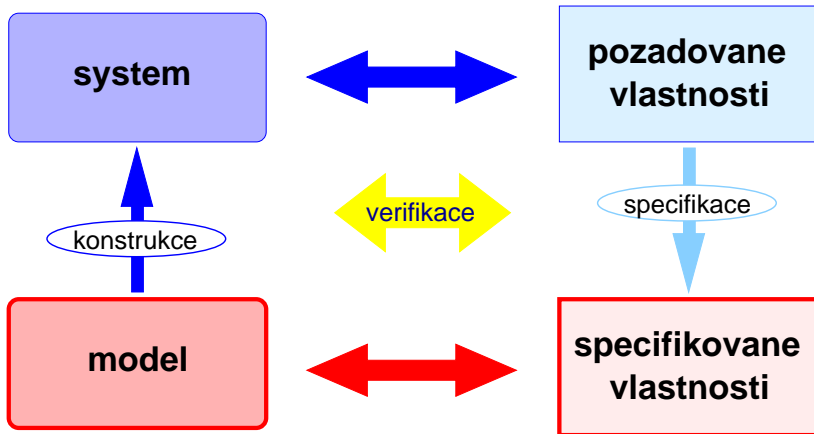 system
pozadovane
vlastnosti
verifikace
konstrukce
specifikace
model
specifikovane
vlastnosti